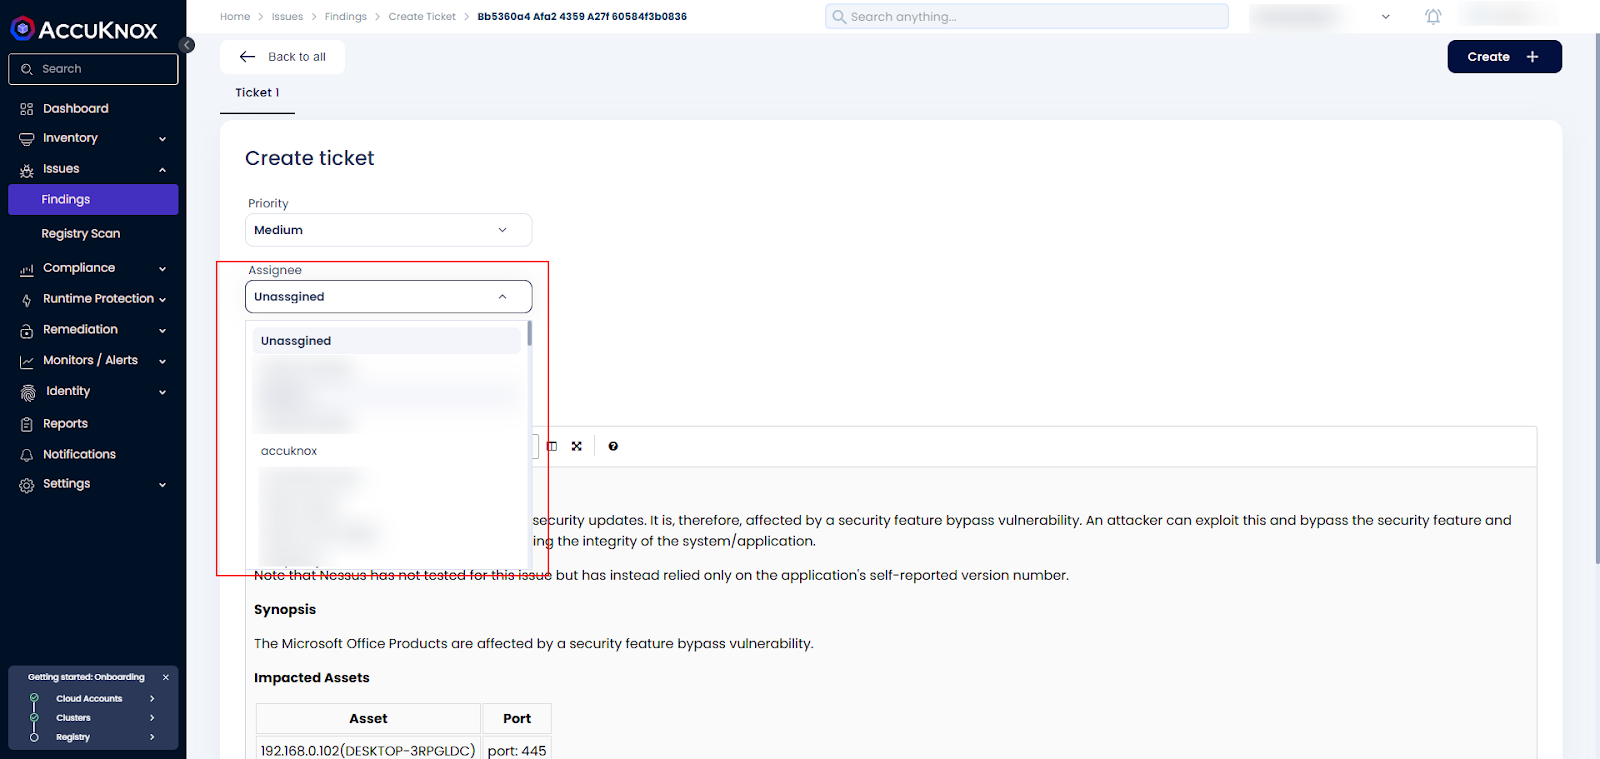 Home > Issues > Findings > Create Ticket > Bb5360a4 Afa2 4359 A27f 60584f3b0836
Search anything...
ACCUKNOX
Search
Dashboard
Inventory
Issues
Findings
Registry Scan
Compliance
Runtime Protection
Remediation
Monitors / Alerts
Identity
Reports
Notifications
Settings
Getting started: Onboarding
Cloud Accounts
Clusters
Registry
Back to all
Create
Ticket 1
Create ticket
Priority
Medium
Assignee
Unassgined
Unassgined
accuknox
security updates. It is, therefore, affected by a security feature bypass vulnerability. An attacker can exploit this and bypass the security feature and
ing the integrity of the system/application.
Note that Nessus has not tested for this issue but has instead relied only on the application's self-reported version number.
Synopsis
The Microsoft Office Products are affected by a security feature bypass vulnerability.
Impacted Assets
Asset Port
192.168.0.102(DESKTOP-3RPGLDC) port: 445